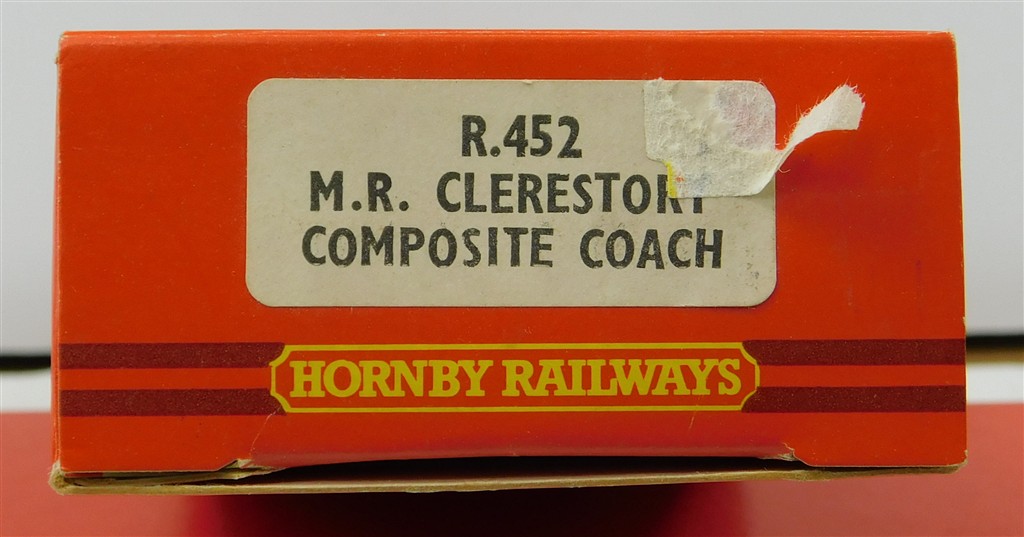 R.452
M.R. CLERESTORY
COMPOSITE COACH
HORNBY RAILWAYS